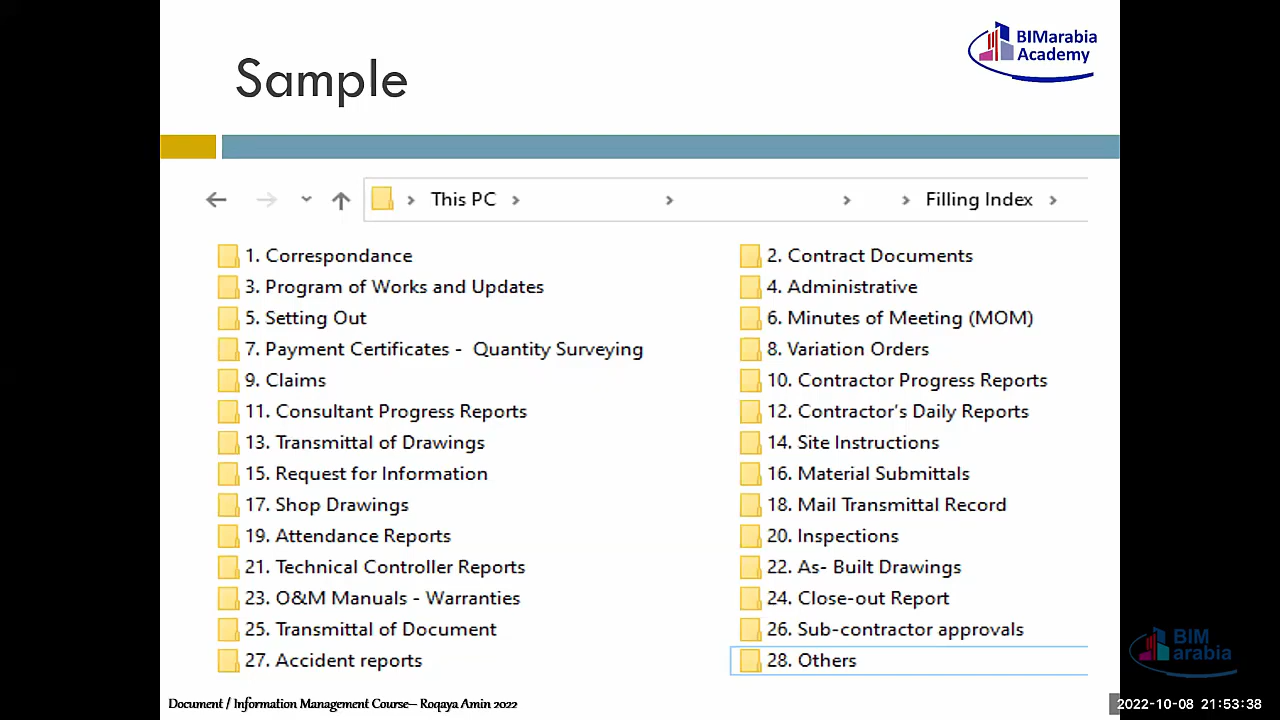 BIMarabia
Academy
Sample
This PC
Filling Index
1. Correspondance
2. Contract Documents
3. Program of Works and Updates
4. Administrative
5. Setting Out
6. Minutes of Meeting (MOM)
7. Payment Certificates - Quantity Surveying
8. Variation Orders
9. Claims
10. Contractor Progress Reports
11. Consultant Progress Reports
12. Contractor's Daily Reports
13. Transmittal of Drawings
14. Site Instructions
15. Request for Information
16. Material Submittals
17. Shop Drawings
18. Mail Transmittal Record
19. Attendance Reports
20. Inspections
21. Technical Controller Reports
22. As- Built Drawings
23. O&M Manuals - Warranties
24. Close-out Report
25. Transmittal of Document
26. Sub-contractor approvals
27. Accident reports
28. Others
BIM
arabia
Document / Information Management Course– Roqaya Amin 2022
2022-10-08 21:53:38